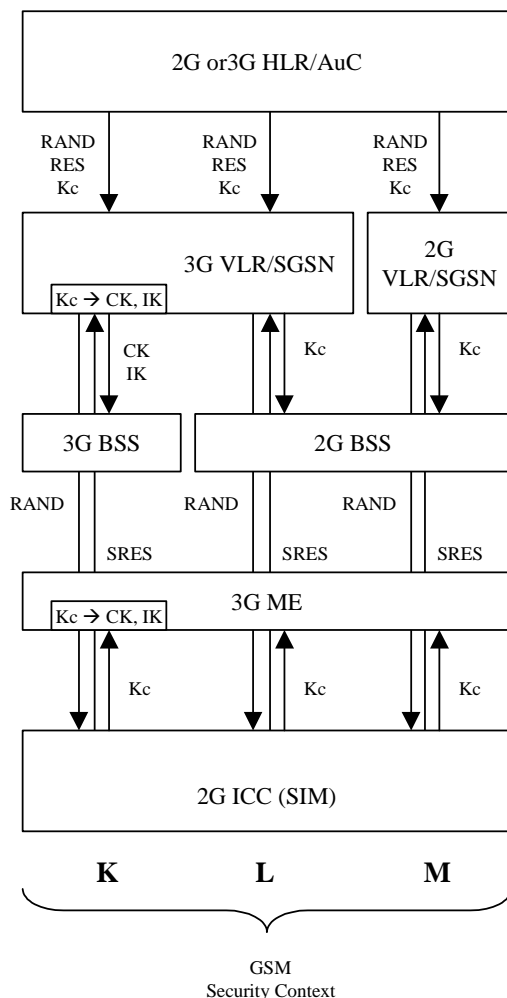 2G or3G HLR/AuC
RAND
RES
Kc
RAND
RES
Kc
RAND
RES
Kc
3G VLR/SGSN
Kc → CK, IK
2G
VLR/SGSN
CK
IK
Kc
Kc
3G BSS
2G BSS
RAND
SRES
RAND
SRES
RAND
SRES
3G ME
Kc → CK, IK
Kc
Kc
Kc
2G ICC (SIM)
K
L
M
GSM
Security Context